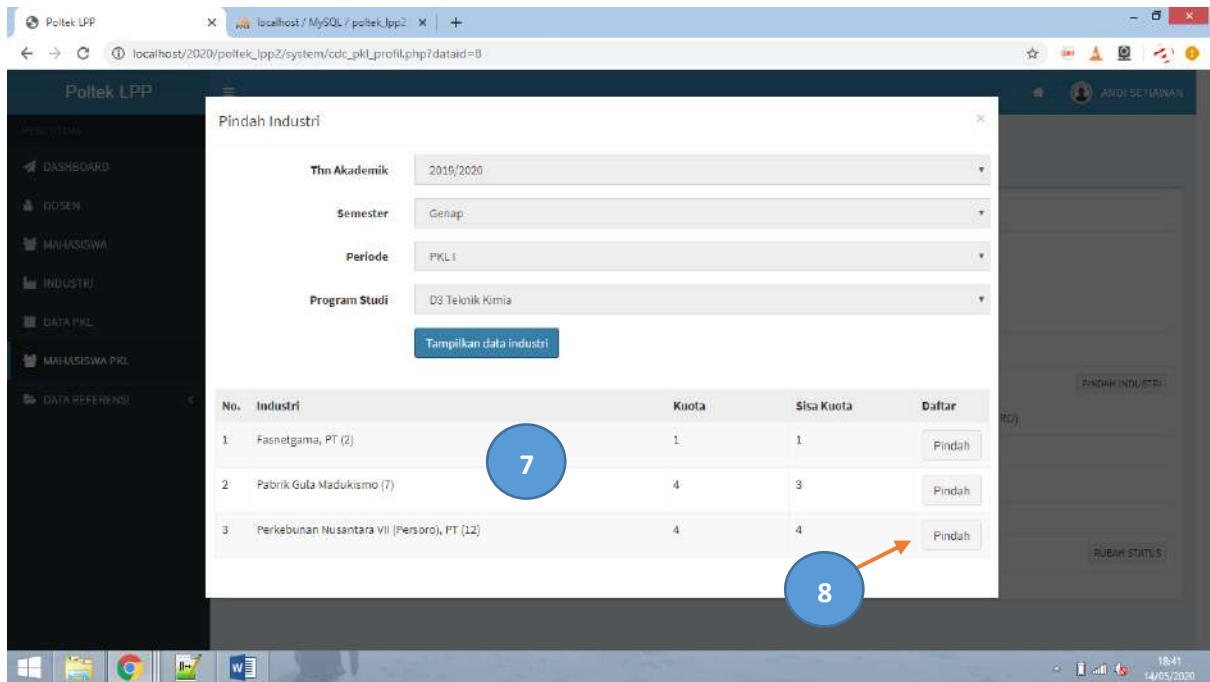 Poltek LPP
localhost / MySQL / poltek_lpp2
localhost/2020/poltek_lpp2/system/cdc_pkl_profil.php?dataid=8
Poltek LPP
ANDI SETIAWAN
MENU UTAMA
DASHBOARD
DOSEN
MAHASISWA
INDUSTRI
DATA PKL
MAHASISWA PKL
DATA REFERENSI
Pindah Industri
Thn Akademik 2019/2020
Semester Genap
Periode PKL I
Program Studi D3 Teknik Kimia
Tampilkan data industri
No. Industri Kuota Sisa Kuota Daftar
1 Fasnetgama, PT (2) 1 1 Pindah
2 Pabrik Gula Madukismo (7) 4 3 Pindah
3 Perkebunan Nusantara VII (Persoro), PT (12) 4 4 Pindah
7
8
PINDAH INDUSTRI
RD)
RUBAH STATUS
18:41
14/05/2020